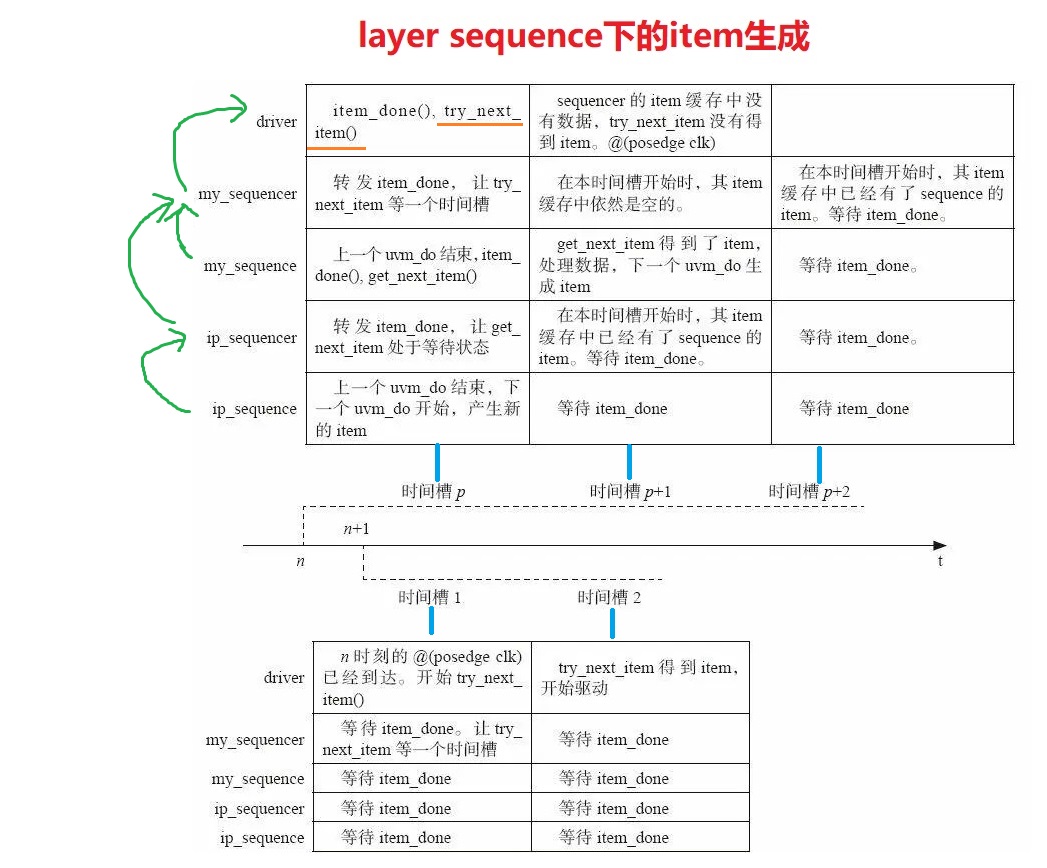 layer sequence下的item生成
driver
item_done(), try_next_
item()
sequencer 的 item 缓存中没
有数据，try_next_item 没有得
到 item。@(posedge clk)
my_sequencer
转发 item_done，让 try_
next_item 等一个时间槽
在本时间槽开始时，其 item
缓存中依然是空的。
在本时间槽开始时，其 item
缓存中已经有了 sequence 的
item。等待 item_done。
my_sequence
上一个 uvm_do 结束, item_
done(), get_next_item()
get_next_item 得到了 item，
处理数据，下一个 uvm_do 生
成 item
等待 item_done。
ip_sequencer
转发 item_done，让 get_
next_item 处于等待状态
在本时间槽开始时，其 item
缓存中已经有了 sequence 的
item。等待 item_done。
等待 item_done。
ip_sequence
上一个 uvm_do 结束，下
一个 uvm_do 开始，产生新
的 item
等待 item_done
等待 item_done
时间槽 p
时间槽 p+1
时间槽 p+2
n+1
n
t
时间槽 1
时间槽 2
driver
n 时刻的 @(posedge clk)
已经到达。开始 try_next_
item()
try_next_item 得到 item，
开始驱动
my_sequencer
等待 item_done。让 try_
next_item 等一个时间槽
等待 item_done
my_sequence
等待 item_done
等待 item_done
ip_sequencer
等待 item_done
等待 item_done
ip_sequence
等待 item_done
等待 item_done